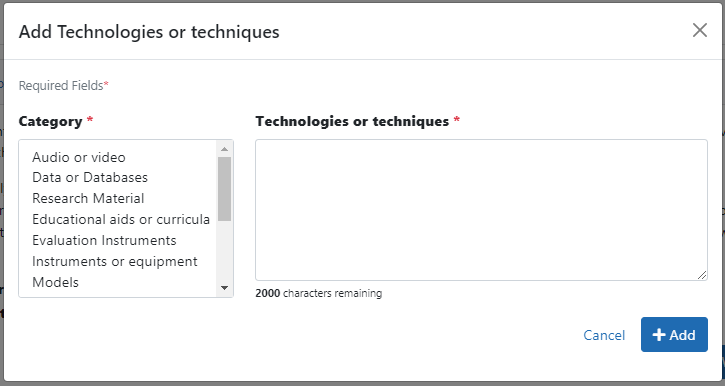 Add Technologies or techniques
Required Fields*
Category *
Audio or video
Data or Databases
Research Material
Educational aids or curricula
Evaluation Instruments
Instruments or equipment
Models
Technologies or techniques *
2000 characters remaining
Cancel
Add